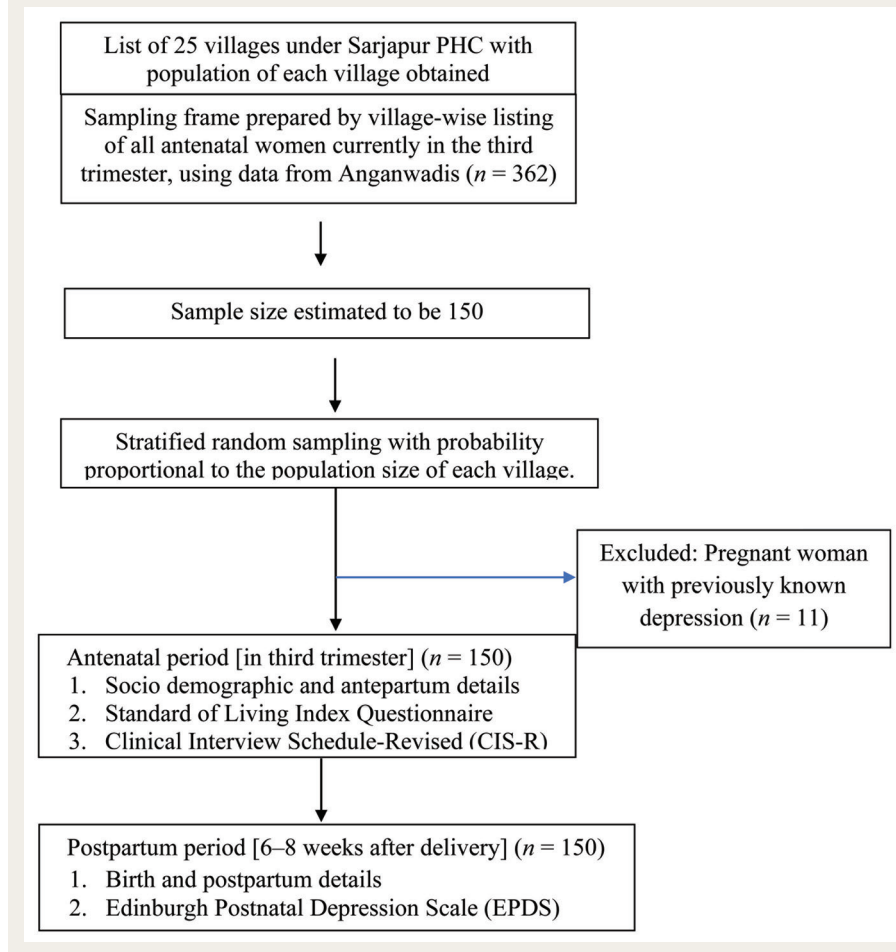 List of 25 villages under Sarjapur PHC with
population of each village obtained
Sampling frame prepared by village-wise listing
of all antenatal women currently in the third
trimester, using data from Anganwadis (n = 362)
Sample size estimated to be 150
Stratified random sampling with probability
proportional to the population size of each village.
Excluded: Pregnant woman
with previously known
depression (n = 11)
Antenatal period [in third trimester] (n = 150)
1. Socio demographic and antepartum details
2. Standard of Living Index Questionnaire
3. Clinical Interview Schedule-Revised (CIS-R)
Postpartum period [6–8 weeks after delivery] (n = 150)
1. Birth and postpartum details
2. Edinburgh Postnatal Depression Scale (EPDS)